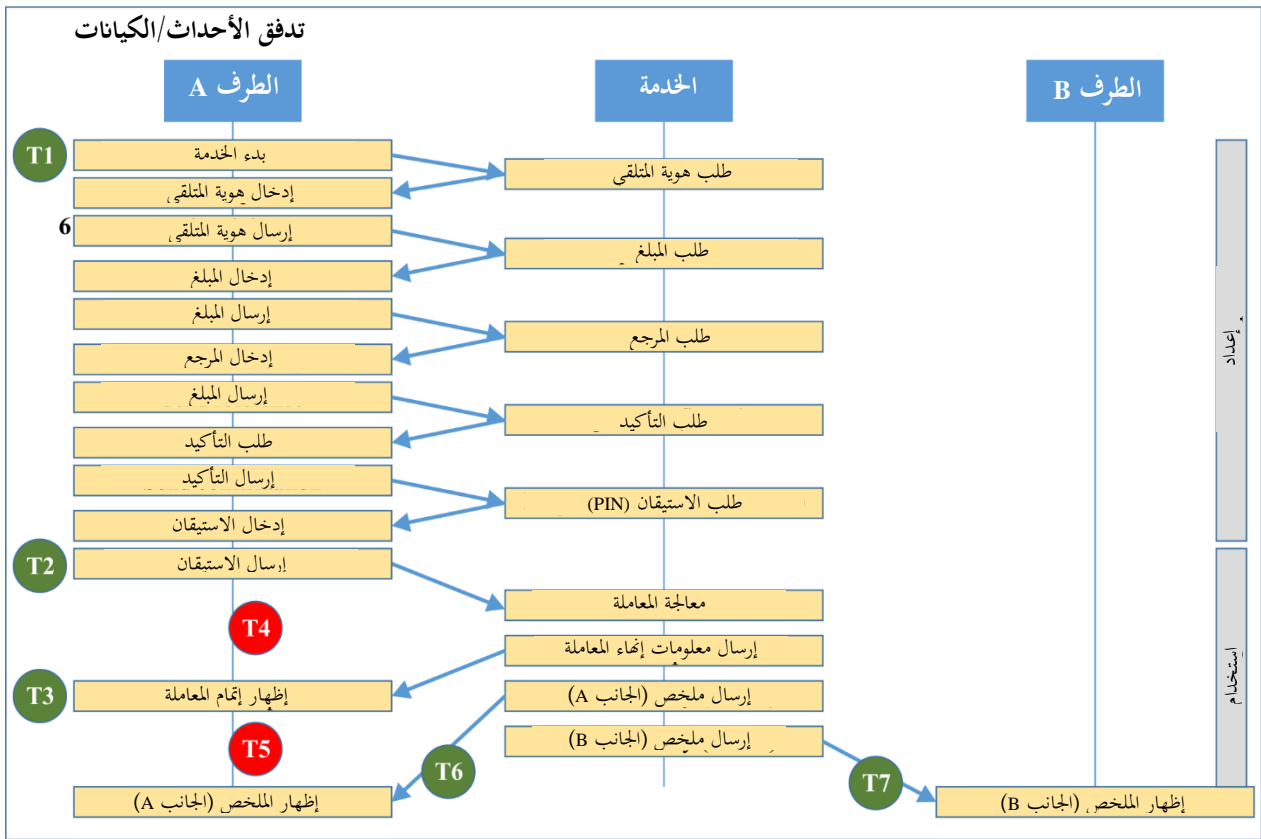 تدفق الأحداث/الكيانات
الطرف A
الخدمة
الطرف B
T1
بدء الخدمة
طلب هوية المتلقي
إدخال هوية المتلقي
6
إرسال هوية المتلقي
طلب المبلغ
إدخال المبلغ
إرسال المبلغ
طلب المرجع
إدخال المرجع
إرسال المبلغ
طلب التأكيد
طلب التأكيد
إرسال التأكيد
طلب الاستيقان (PIN)
إدخال الاستيقان
إعداد
T2
إرسال الاستيقان
معالجة المعاملة
T4
إرسال معلومات إنهاء المعاملة
T3
إظهار إتمام المعاملة
إرسال ملخص (الجانب A)
استخدام
T5
إرسال ملخص (الجانب B)
T6
T7
إظهار الملخص (الجانب A)
إظهار الملخص (الجانب B)